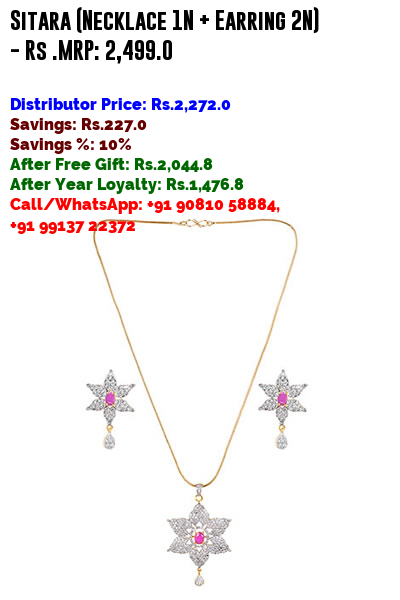 Sitara (Necklace 1N + Earring 2N)
- Rs .MRP: 2,499.0
Distributor Price: Rs.2,272.0
Savings: Rs.227.0
Savings %: 10%
After Free Gift: Rs.2,044.8
After Year Loyalty: Rs.1,476.8
Call/WhatsApp: +91 90810 58884,
+91 99137 22372